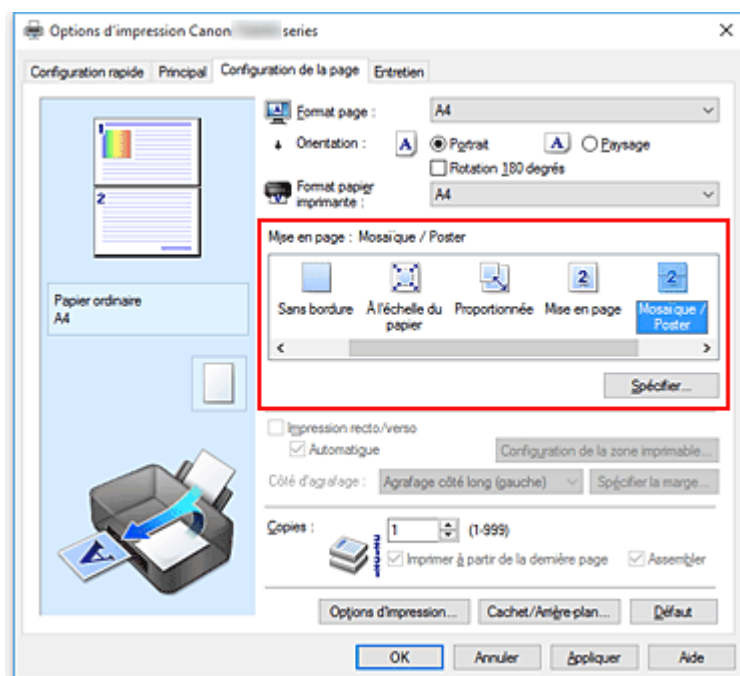 Options d'impression Canon series
Configuration rapide Principal Configuration de la page Entretien
Format page : A4
Orientation : A Portrait A Paysage
Rotation 180 degrés
Format papier
imprimante : A4
1
2
Mise en page : Mosaïque / Poster
2 2
Sans bordure À l'échelle du Proportionnée Mise en page Mosaïque /
papier Poster
Papier ordinaire
A4
Spécifier...
Impression recto/verso
Automatique Configuration de la zone imprimable...
Côté d'agrafage : Agrafage côté long (gauche) Spécifier la marge...
Copies : 1 (1-999)
Imprimer à partir de la dernière page Assembler
A
Options d'impression... Cachet/Arrière-plan... Défaut
OK Annuler Appliquer Aide